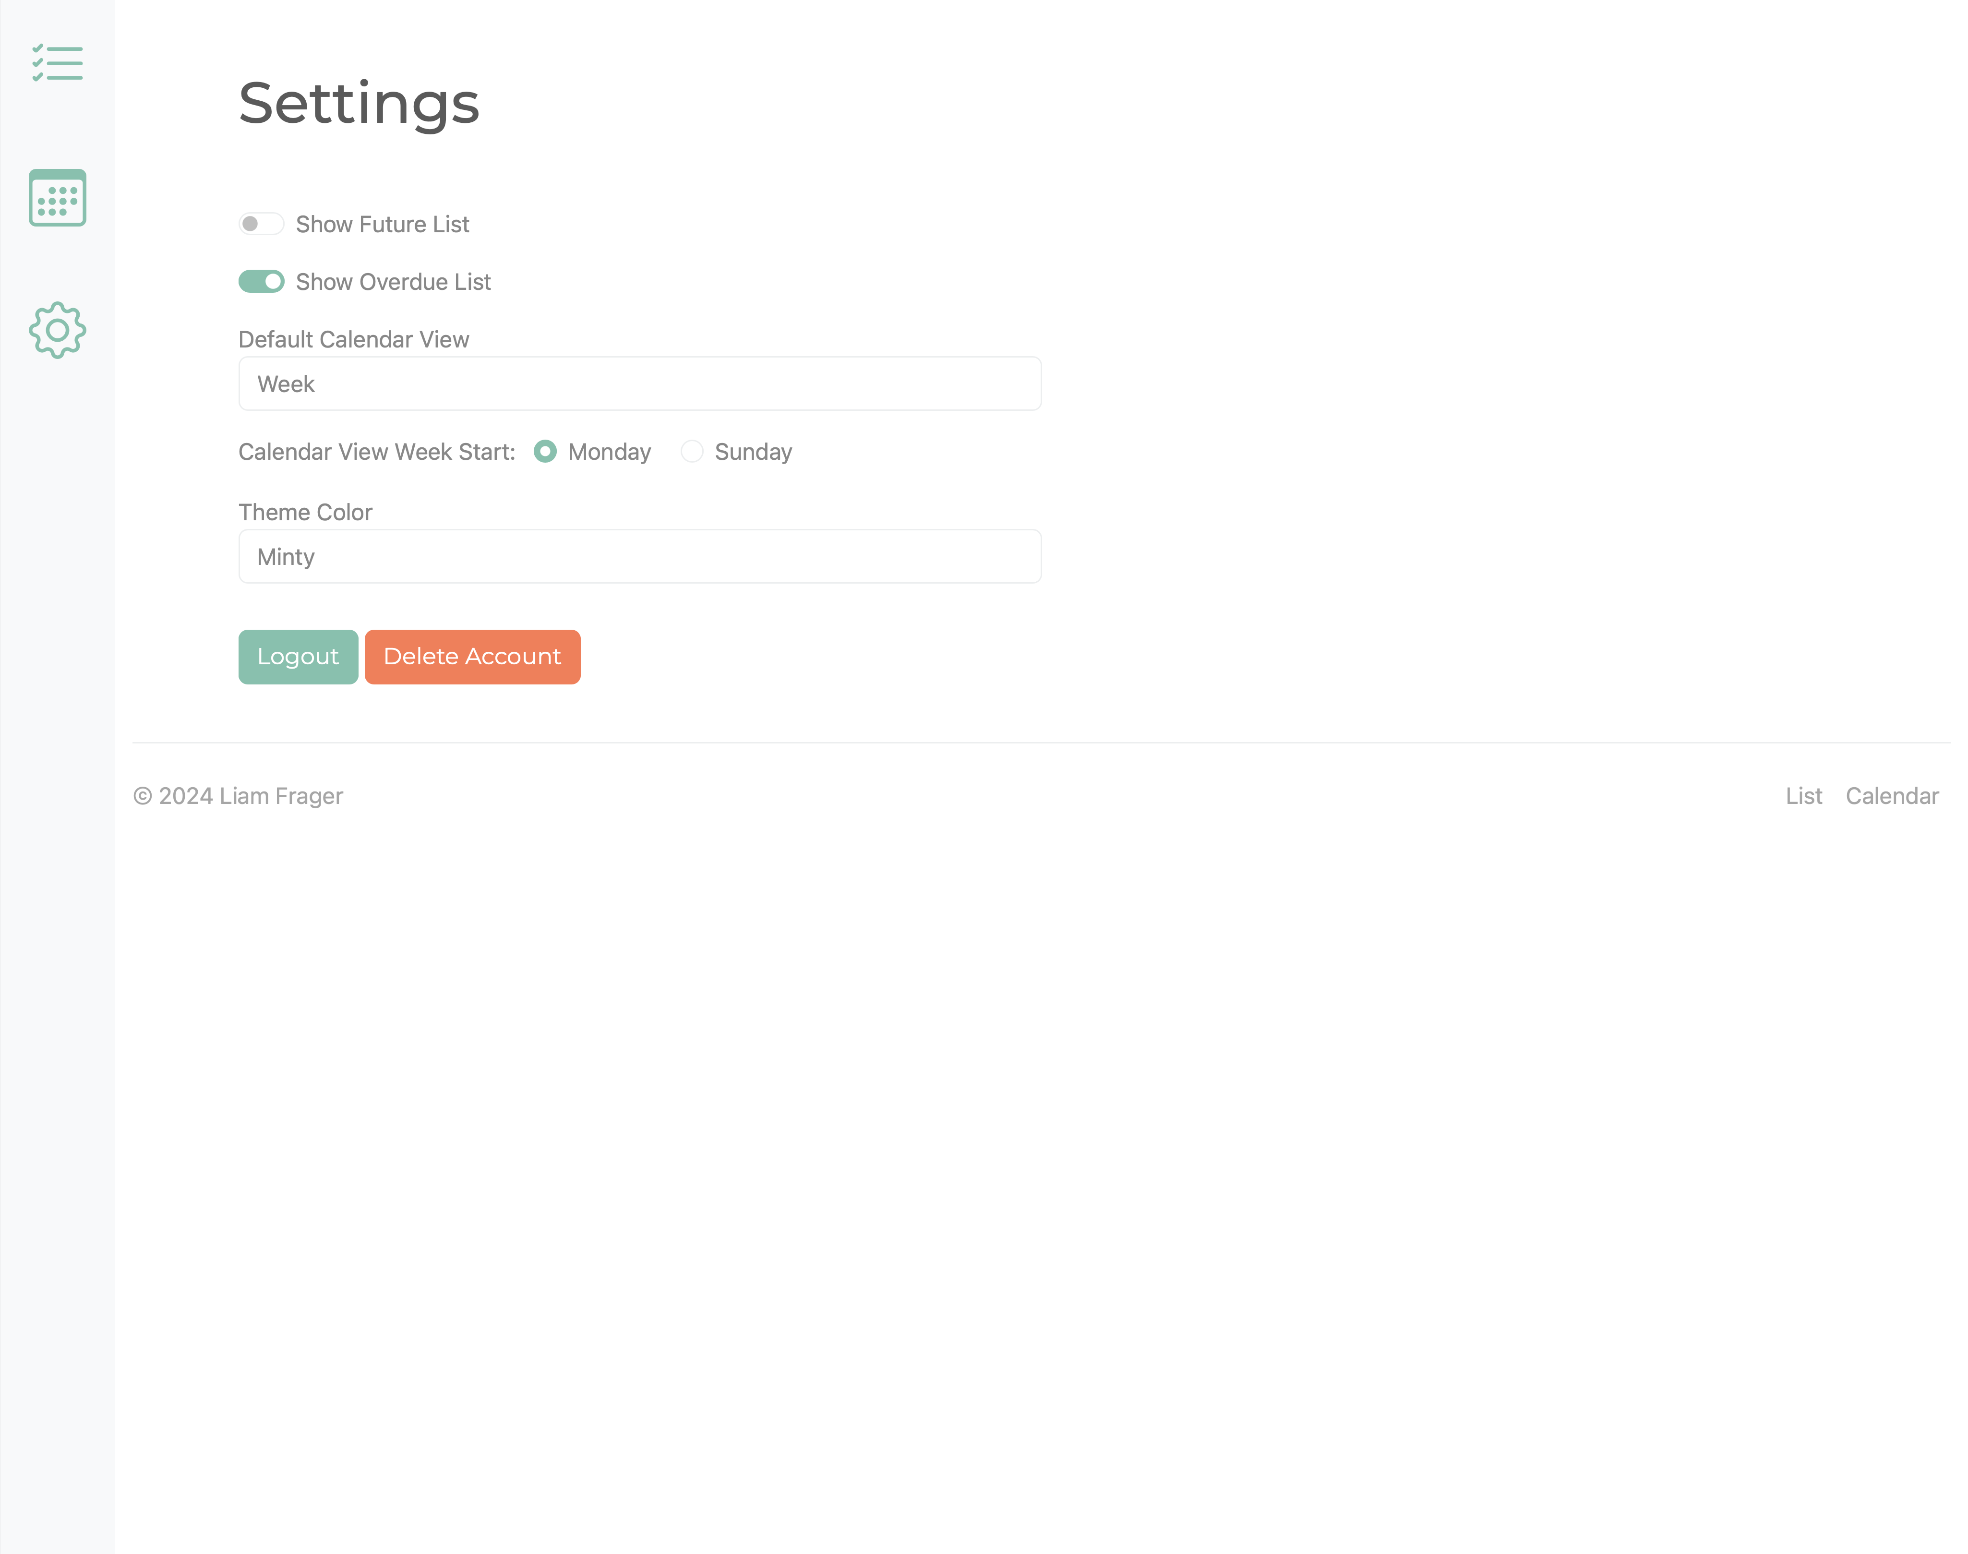 Settings
Show Future List
Show Overdue List
Default Calendar View
Week
Calendar View Week Start: Monday Sunday
Theme Color
Minty
Logout Delete Account
© 2024 Liam Frager List Calendar